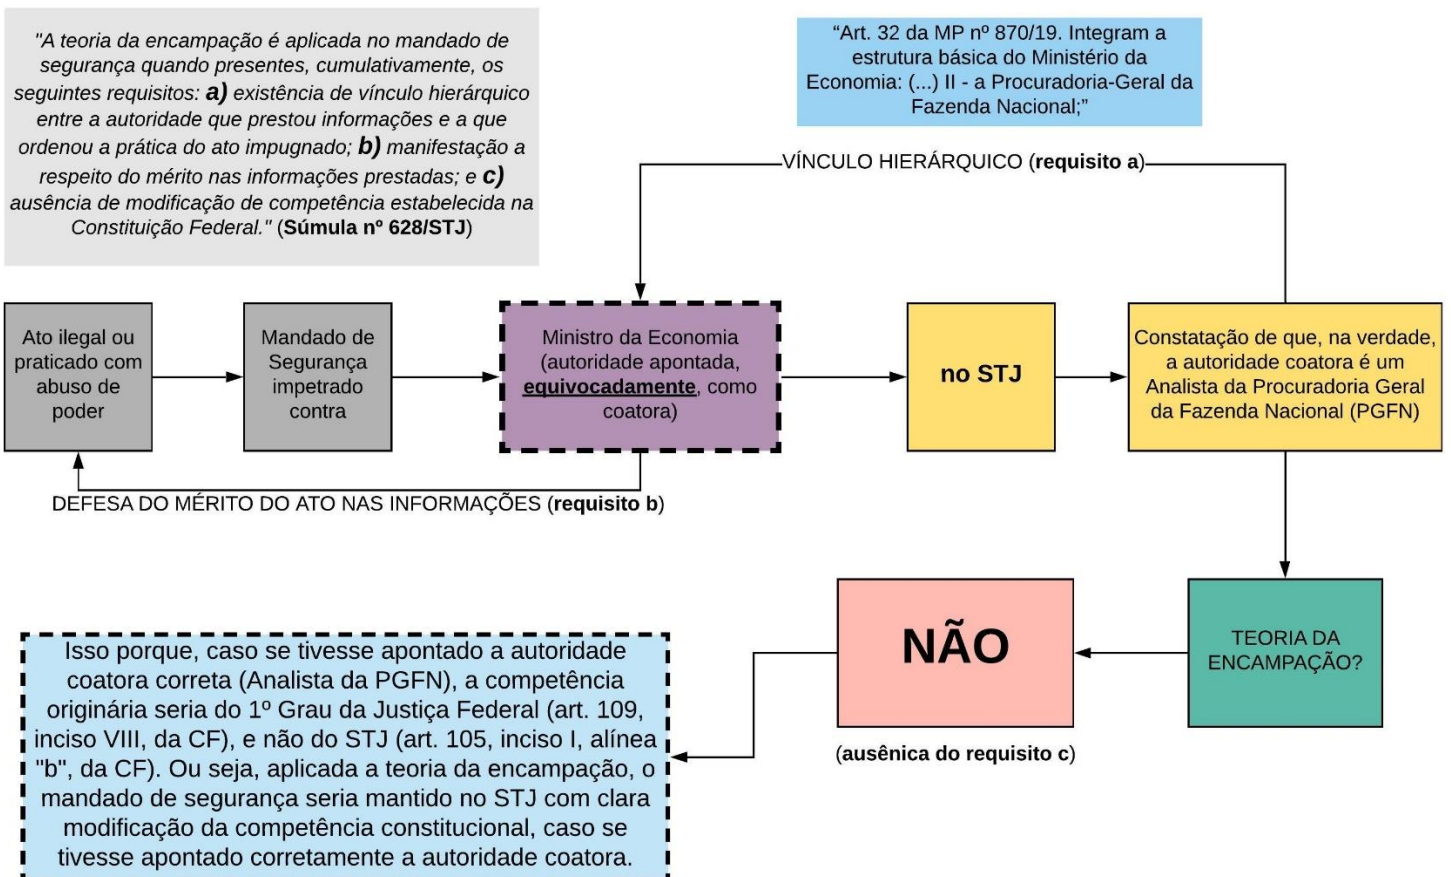 "A teoria da encampação é aplicada no mandado de
segurança quando presentes, cumulativamente, os
seguintes requisitos: a) existência de vínculo hierárquico
entre a autoridade que prestou informações e a que
ordenou a prática do ato impugnado; b) manifestação a
respeito do mérito nas informações prestadas; e c)
ausência de modificação de competência estabelecida na
Constituição Federal." (Súmula nº 628/STJ)
“Art. 32 da MP nº 870/19. Integram a
estrutura básica do Ministério da
Economia: (...) II - a Procuradoria-Geral da
Fazenda Nacional;”
VÍNCULO HIERÁRQUICO (requisito a)
Ato ilegal ou
praticado com
abuso de
poder
Mandado de
Segurança
impetrado
contra
Ministro da Economia
(autoridade apontada,
equivocadamente, como
coatora)
no STJ
Constatação de que, na verdade,
a autoridade coatora é um
Analista da Procuradoria Geral
da Fazenda Nacional (PGFN)
DEFESA DO MÉRITO DO ATO NAS INFORMAÇÕES (requisito b)
TEORIA DA
ENCAMPAÇÃO?
NÃO
(ausênica do requisito c)
Isso porque, caso se tivesse apontado a autoridade
coatora correta (Analista da PGFN), a competência
originária seria do 1º Grau da Justiça Federal (art. 109,
inciso VIII, da CF), e não do STJ (art. 105, inciso I, alínea
"b", da CF). Ou seja, aplicada a teoria da encampação, o
mandado de segurança seria mantido no STJ com clara
modificação da competência constitucional, caso se
tivesse apontado corretamente a autoridade coatora.